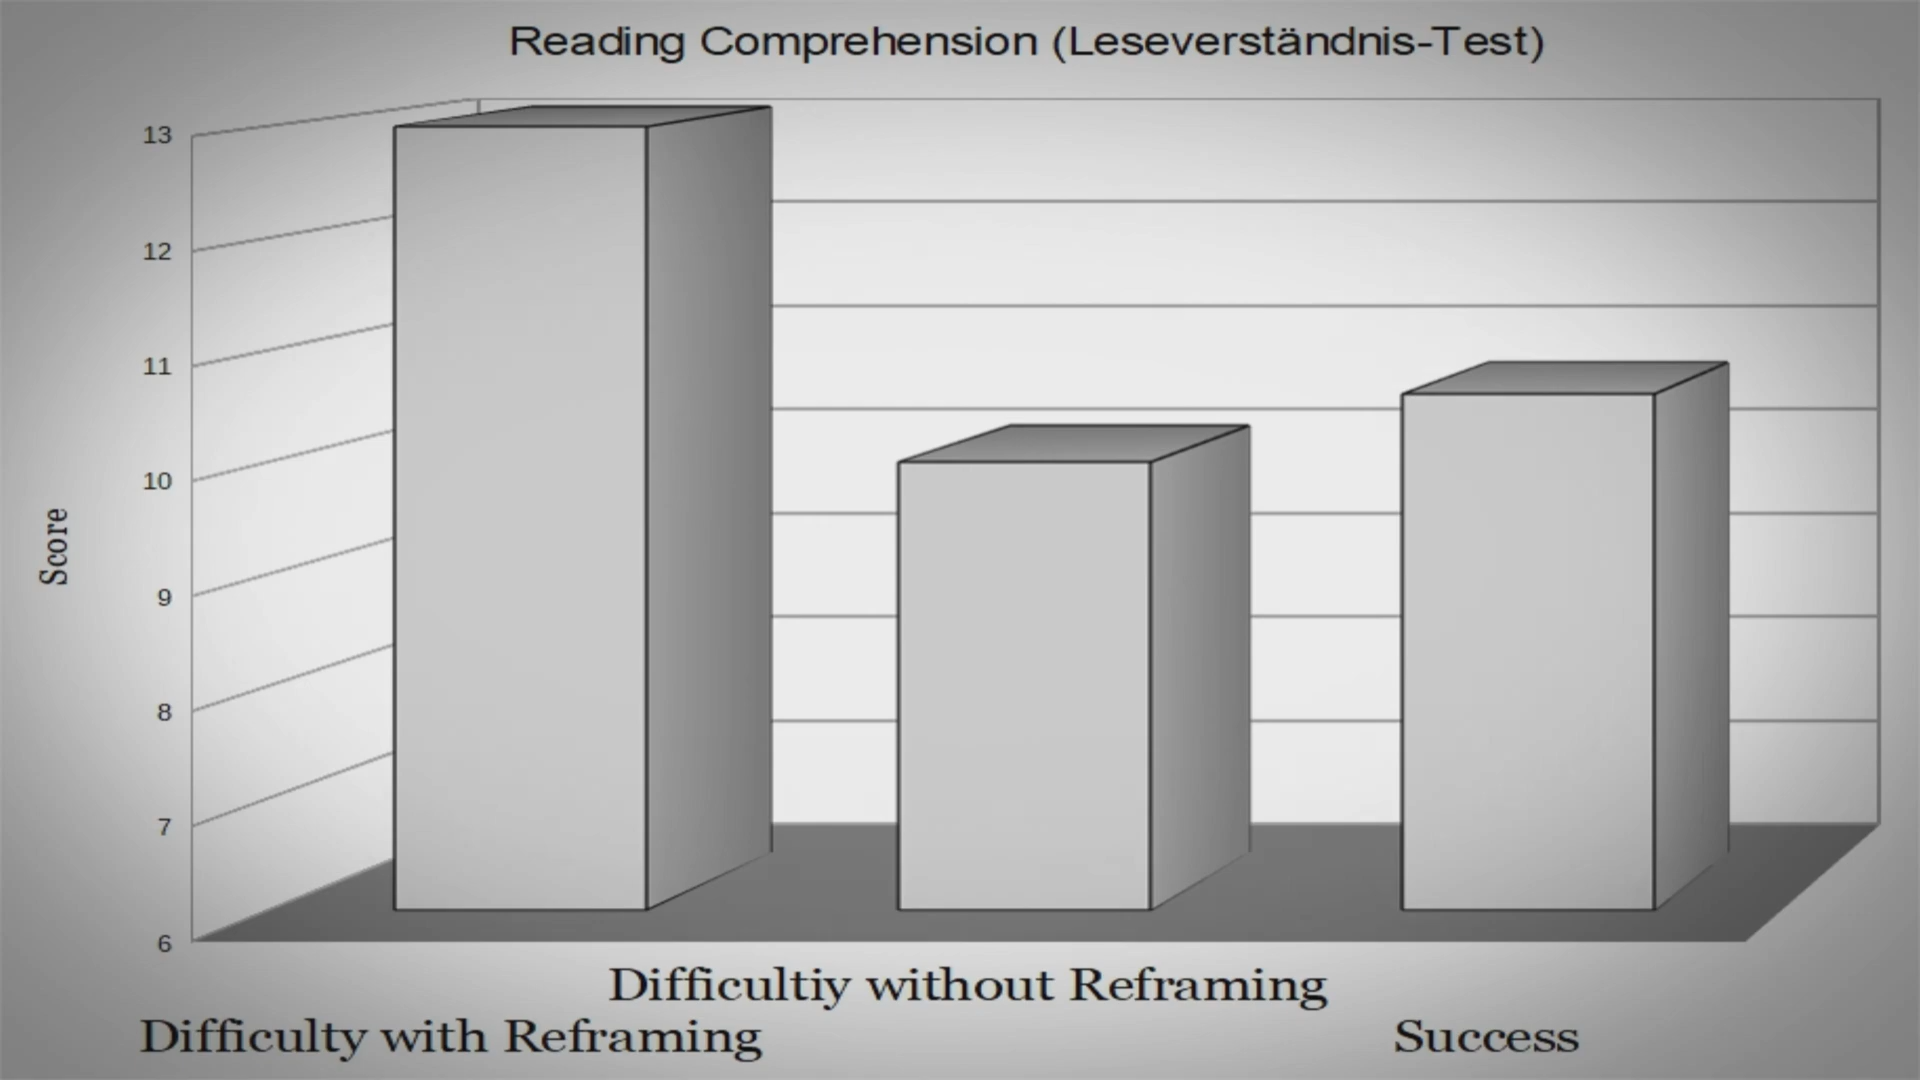 Reading Comprehension (Leseverständnis-Test)
13
12
11
10
9
8
7
6
Score
Difficultiy without Reframing
Difficulty with Reframing
Success